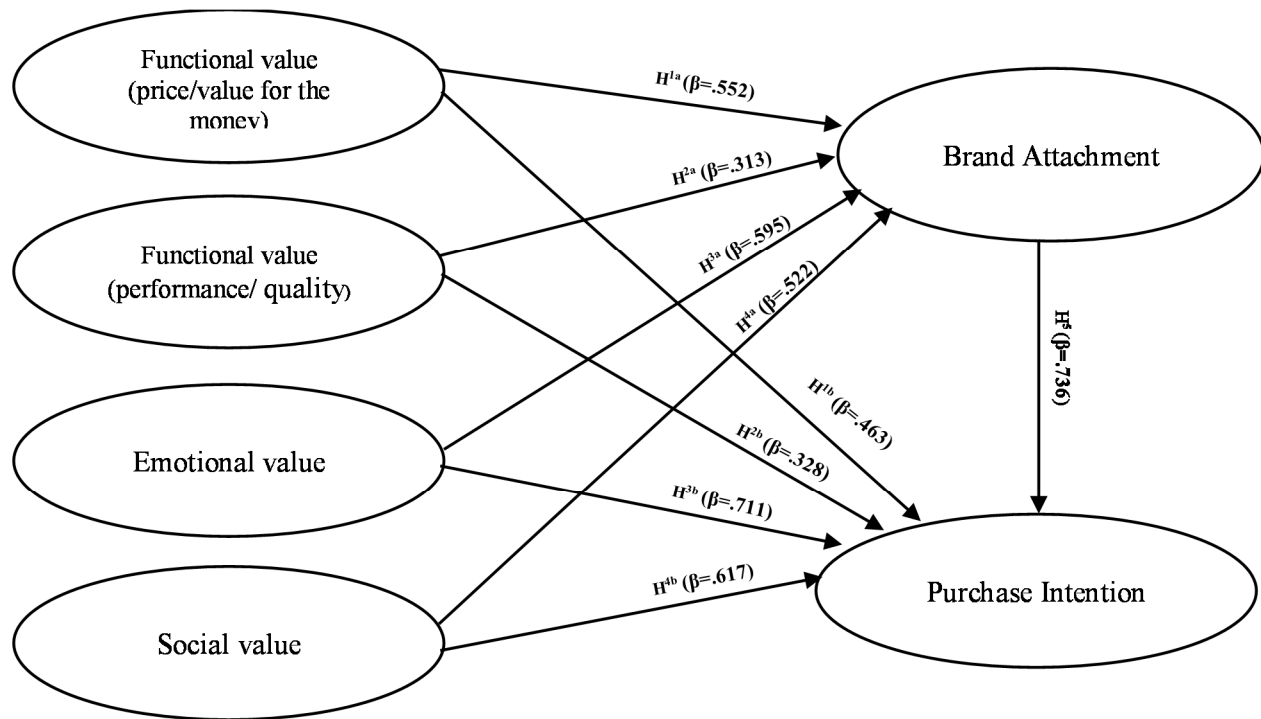 Functional value
(price/value for the
money)
H1a (β=.552)
Brand Attachment
H2a (β=.313)
Functional value
(performance/ quality)
H3a (β=.595)
H4a (β=.522)
H5 (β=.736)
H1b (β=.463)
H2b (β=.328)
Emotional value
H3b (β=.711)
H4b (β=.617)
Purchase Intention
Social value